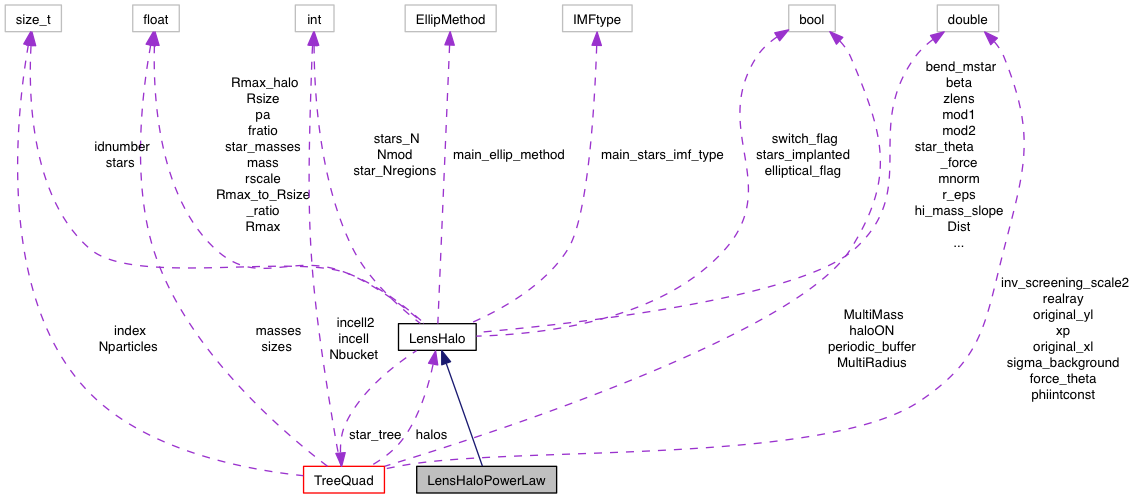 size_t
float
int
EllipMethod
IMFtype
bool
double
idnumber
stars
Rmax_halo
Rsize
pa
fratio
star_masses
mass
rscale
Rmax_to_Rsize
_ratio
Rmax
stars_N
Nmod
star_Nregions
main_ellip_method
main_stars_imf_type
switch_flag
stars_implanted
elliptical_flag
bend_mstar
beta
zlens
mod1
mod2
star_theta
_force
mnorm
r_eps
hi_mass_slope
Dist
...
index
Nparticles
masses
sizes
incell2
incell
Nbucket
LensHalo
MultiMass
haloON
periodic_buffer
MultiRadius
inv_screening_scale2
realray
original_yl
xp
original_xl
sigma_background
force_theta
phiintconst
star_tree
halos
TreeQuad
LensHaloPowerLaw